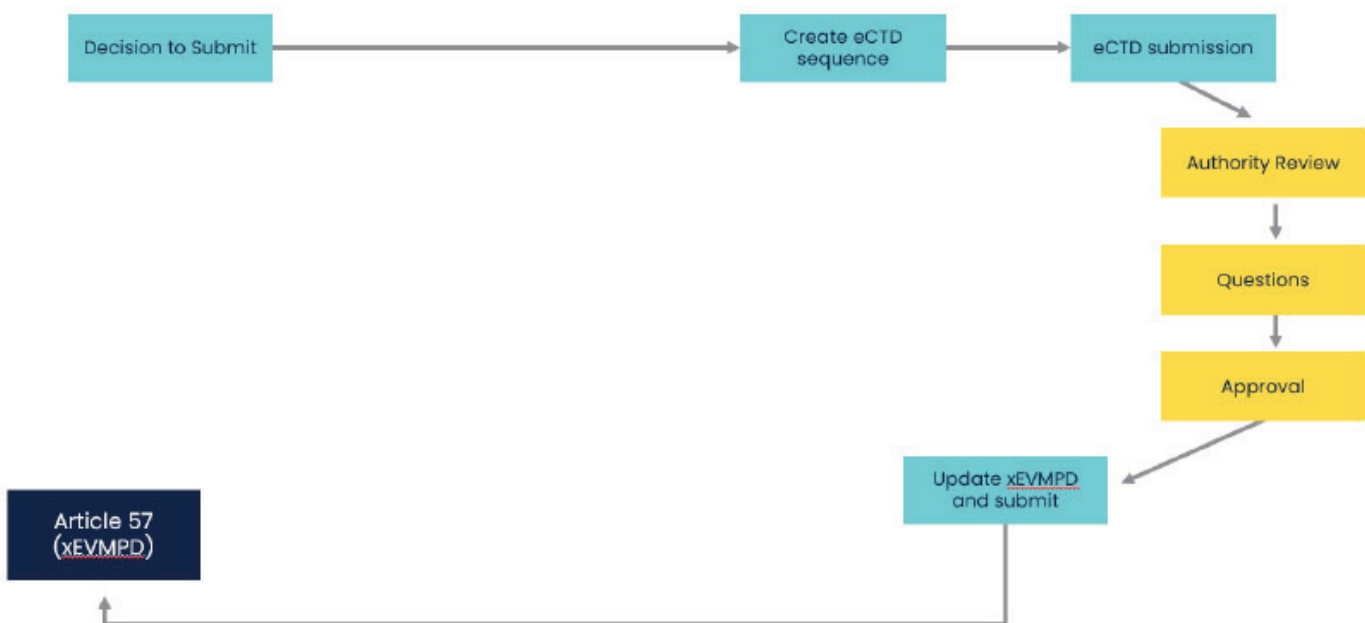 Decision to Submit
Create eCTD
sequence
eCTD submission
Authority Review
Questions
Approval
Update xEVMPD
and submit
Article 57
(xEVMPD)